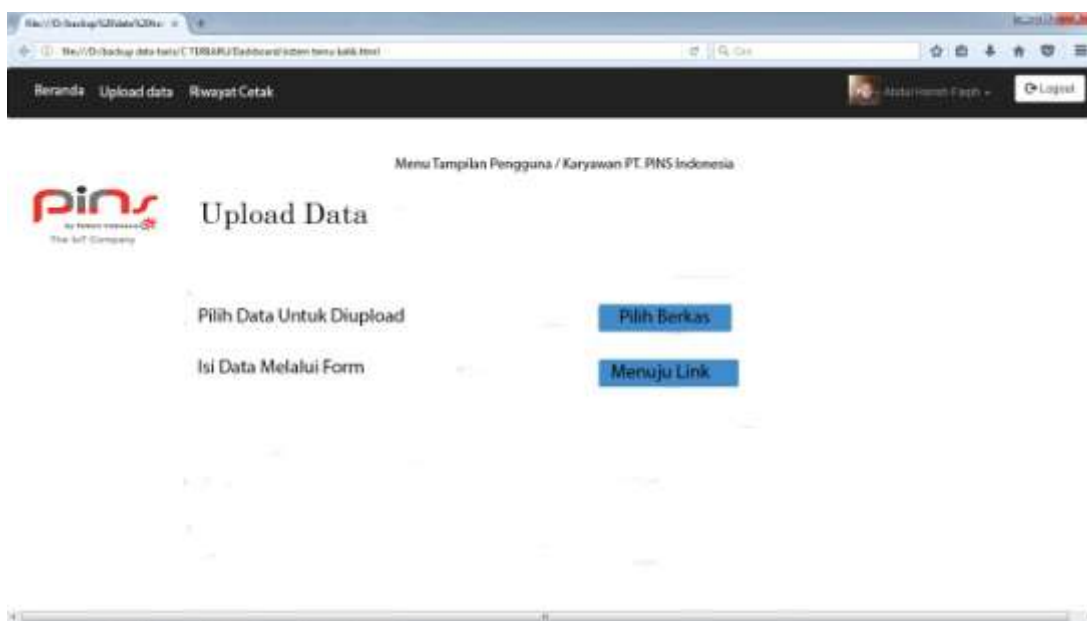 Beranda Upload data Riwayat Cetak
Logout
Menu Tampilan Pengguna / Karyawan PT. PINS Indonesia
pins
The IoT Company
Upload Data
Pilih Data Untuk Diupload
Pilih Berkas
Isi Data Melalui Form
Menuju Link